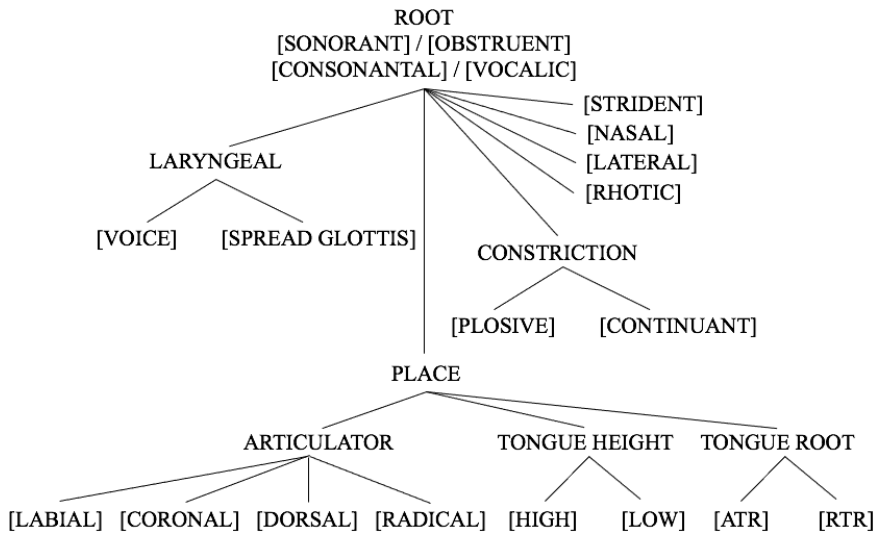 ROOT
[SONORANT] / [OBSTRUENT]
[CONSONANTAL] / [VOCALIC]
[STRIDENT]
[NASAL]
[LATERAL]
[RHOTIC]
LARYNGEAL
[VOICE] [SPREAD GLOTTIS]
CONSTRICTION
[PLOSIVE] [CONTINUANT]
PLACE
ARTICULATOR TONGUE HEIGHT TONGUE ROOT
[LABIAL] [CORONAL] [DORSAL] [RADICAL] [HIGH] [LOW] [ATR] [RTR]